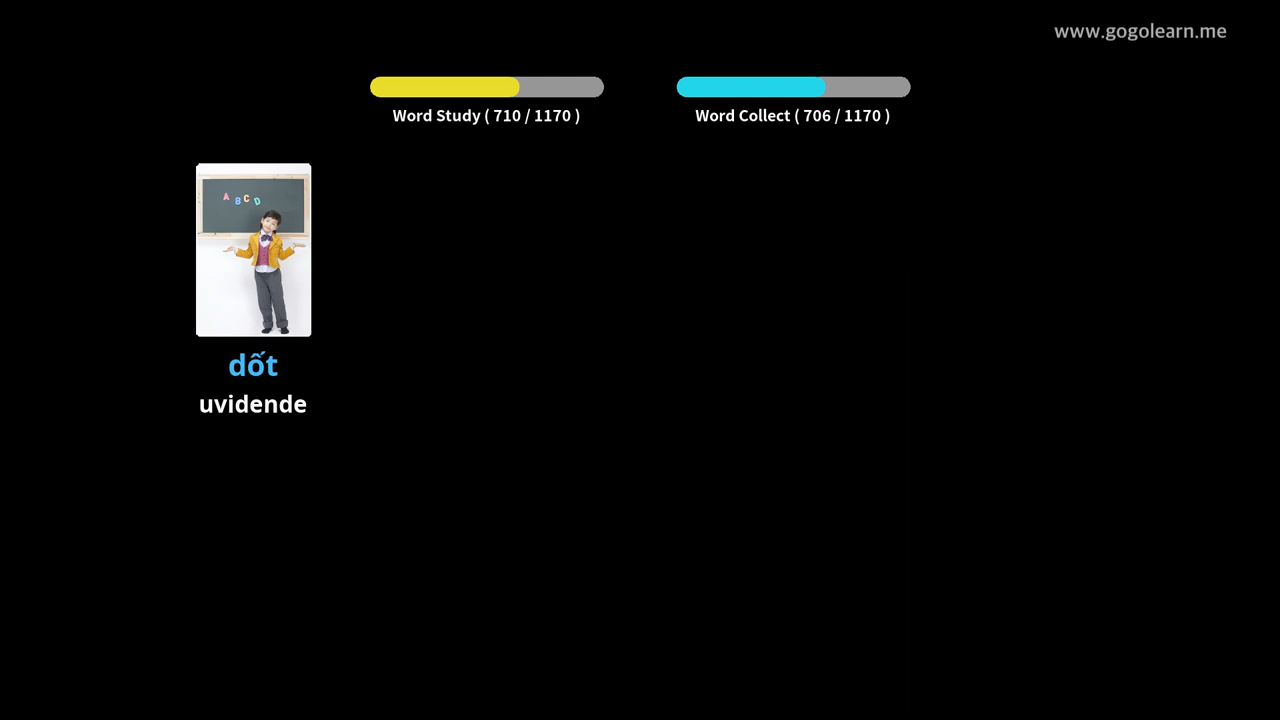 www.gogolearn.me
Word Study ( 710 / 1170 )
Word Collect ( 706 / 1170 )
A B C D
dốt
uvidende